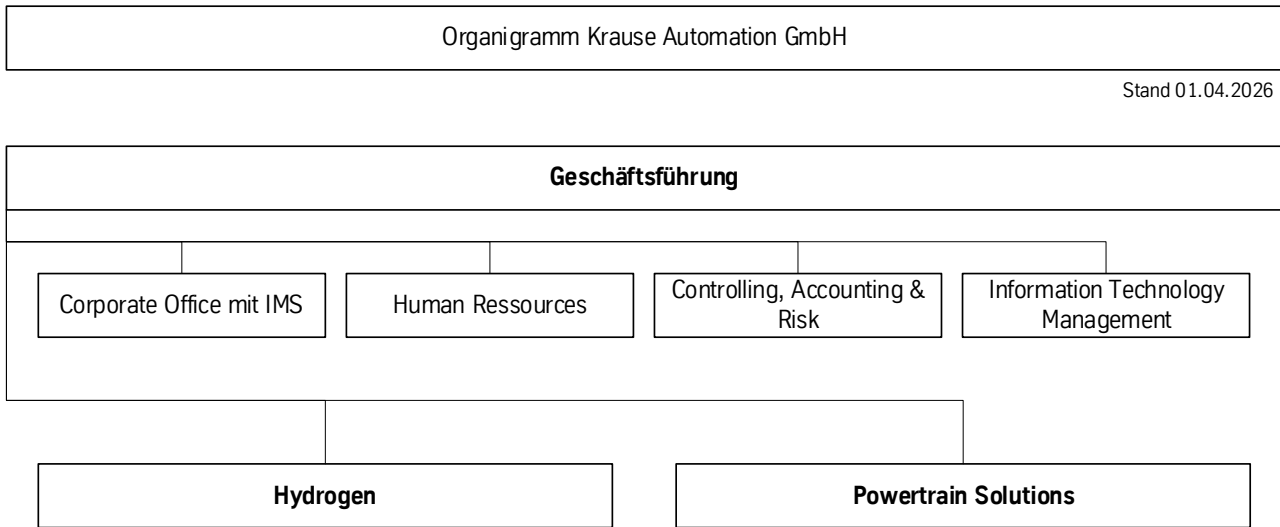 Organigramm Krause Automation GmbH
Stand 01.04.2026
Geschäftsführung
Corporate Office mit IMS
Human Ressources
Controlling, Accounting &
Risk
Information Technology
Management
Hydrogen
Powertrain Solutions